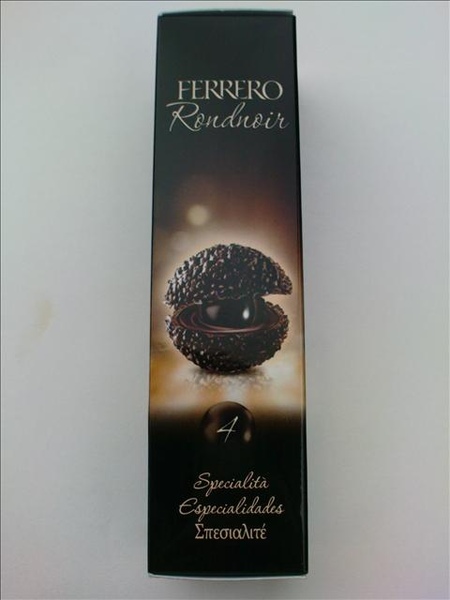 FERRERO
Rondnoir
4
Specialità
Especialidades
Σπεσιαλιτέ